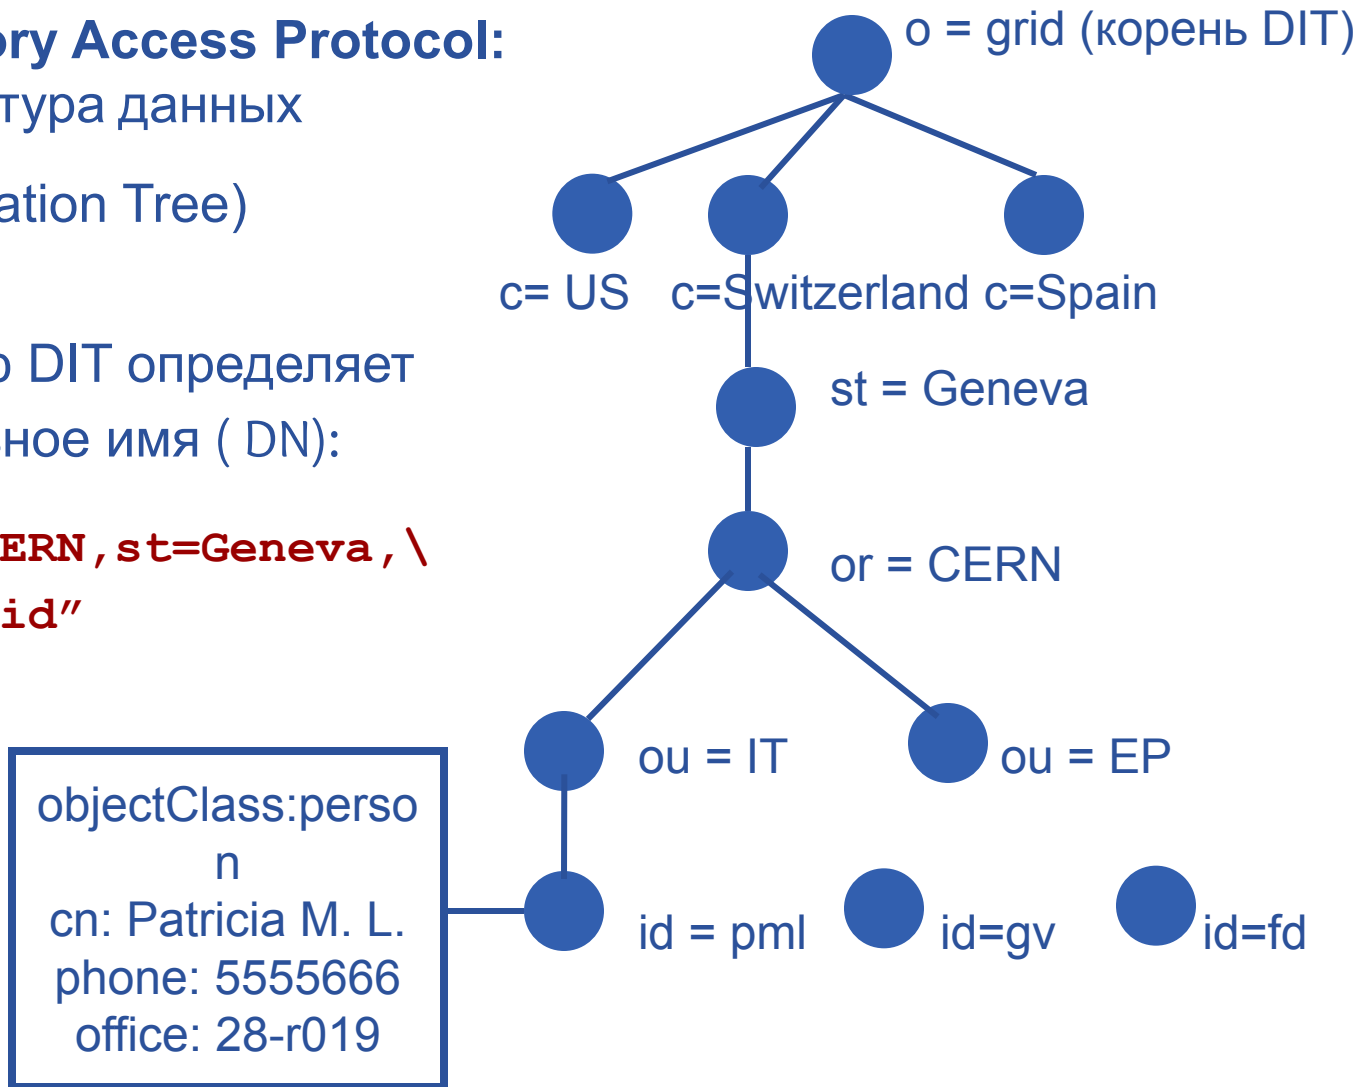 ory Access Protocol:
тура данных
ation Tree)
о DIT определяет
ное имя ( DN):
ERN,st=Geneva,\
id”
o = grid (корень DIT)
c= US
c=Switzerland
c=Spain
st = Geneva
or = CERN
ou = IT
ou = EP
id = pml
id=gv
id=fd
objectClass:perso
n
cn: Patricia M. L.
phone: 5555666
office: 28-r019